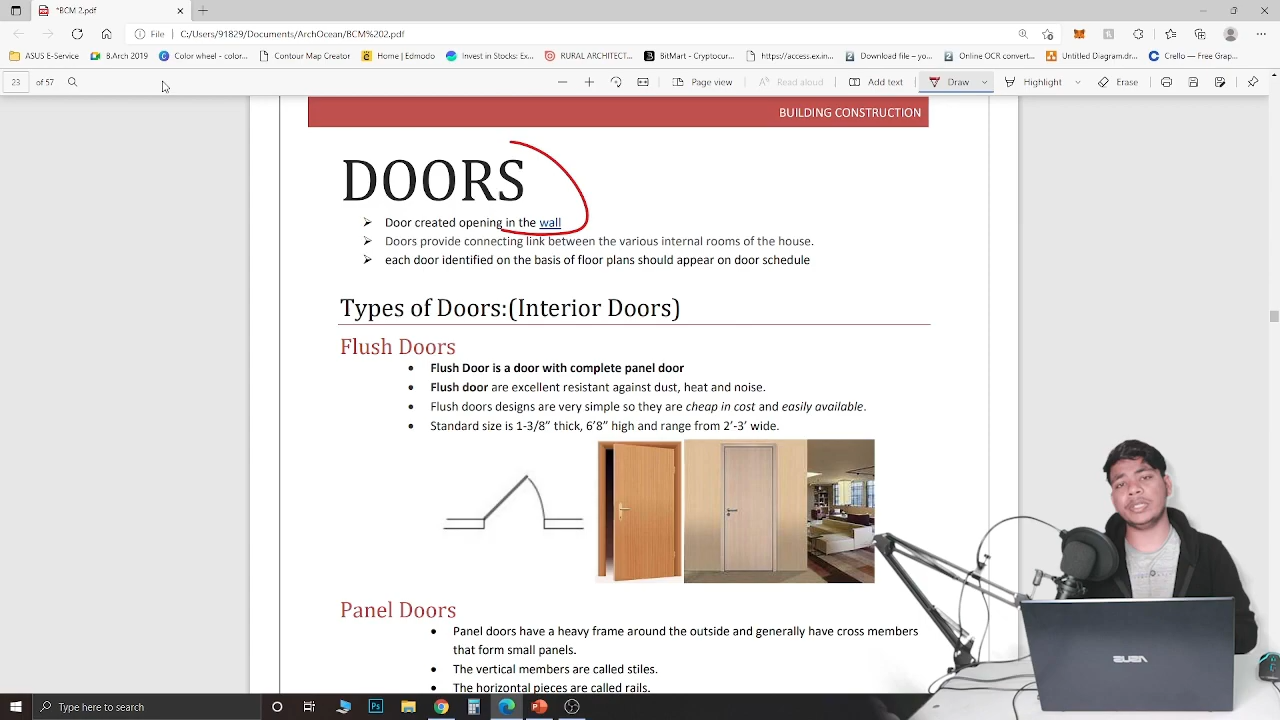 *BCM 2.pdf
File
C:/Users/91829/Documents/ArchOcean/BCM%202.pdf
ASUS E-Service
B.Arch 2019
Color wheel - color...
Contour Map Creator
Home | Edmodo
Invest in Stocks: Ex...
RURAL ARCHITECT...
BitMart - Cryptocur...
https://access.ex.in...
Download file — yo...
Online OCR convert...
Untitled Diagram.dr...
Crello — Free Grap...
23 of 57
Page view
Read aloud
Add text
Draw
Highlight
Erase
BUILDING CONSTRUCTION
DOORS
Door created opening in the wall
Doors provide connecting link between the various internal rooms of the house.
each door identified on the basis of floor plans should appear on door schedule
Types of Doors:(Interior Doors)
Flush Doors
Flush Door is a door with complete panel door
Flush door are excellent resistant against dust, heat and noise.
Flush doors designs are very simple so they are cheap in cost and easily available.
Standard size is 1-3/8” thick, 6’8” high and range from 2’-3’ wide.
Panel Doors
Panel doors have a heavy frame around the outside and generally have cross members
that form small panels.
The vertical members are called stiles.
The horizontal pieces are called rails.
ASUS
Type here to search